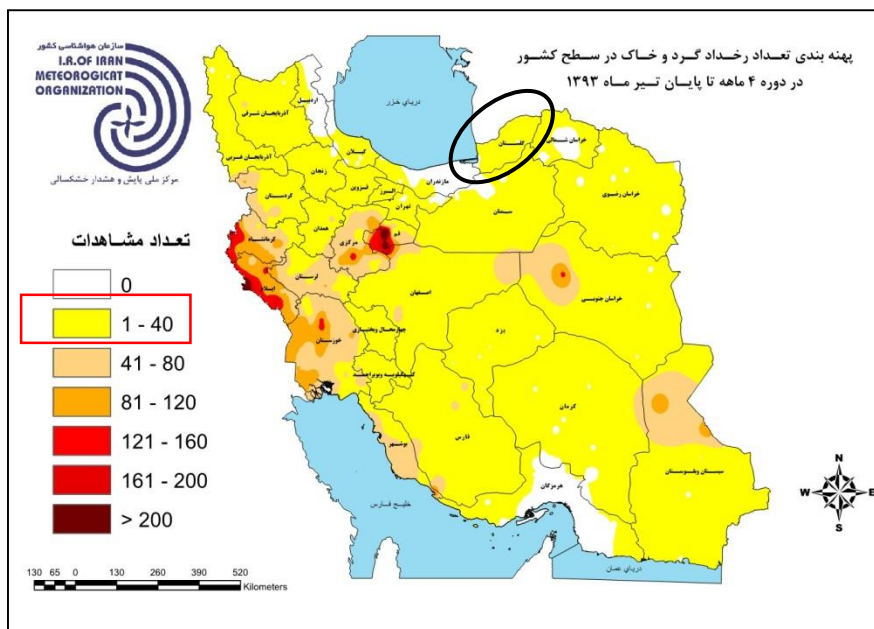 سازمان هواشناسی کشور
I.R.OF IRAN
METEOROGICAT
ORGANIZATION
مرکز ملی پایش و هشدار خشکسالی
پهنه بندی تعداد رخداد گرد و خاک در سطح کشور
در دوره ۴ ماهه تا پایان تیر ماه ۱۳۹۳
دریای خزر
اردبیل
آذربایجان شرقی
آذربایجان غربی
گیلان
زنجان
کردستان
قزوین
البرز
مازندران
تهران
گلستان
خراسان شمالی
خراسان رضوی
سمنان
همدان
کرمانشاه
مرکزی
قم
لرستان
ایلام
اصفهان
خراسان جنوبی
یزد
چهارمحال وبختیاری
خوزستان
کهگیلویه وبویراحمد
فارس
کرمان
بوشهر
هرمزگان
سیستان وبلوچستان
خلیج فارس
دریای عمان
تعداد مشاهدات
0
1 - 40
41 - 80
81 - 120
121 - 160
161 - 200
> 200
N
W E
S
130 65 0 130 260 390 520
Kilometers